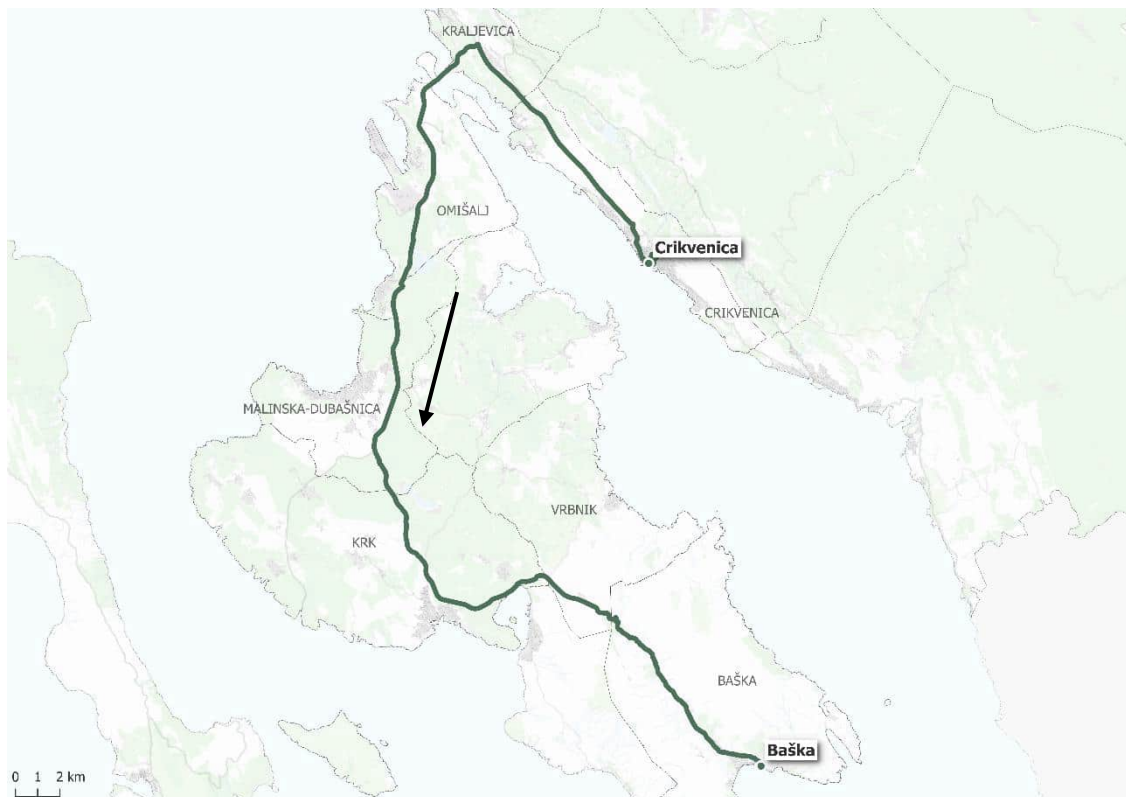 KRALJEVICA
OMIŠALJ
Crikvenica
CRIKVENICA
MALINSKA-DUBAŠNICA
VRBNIK
KRK
BAŠKA
Baška
0 1 2 km